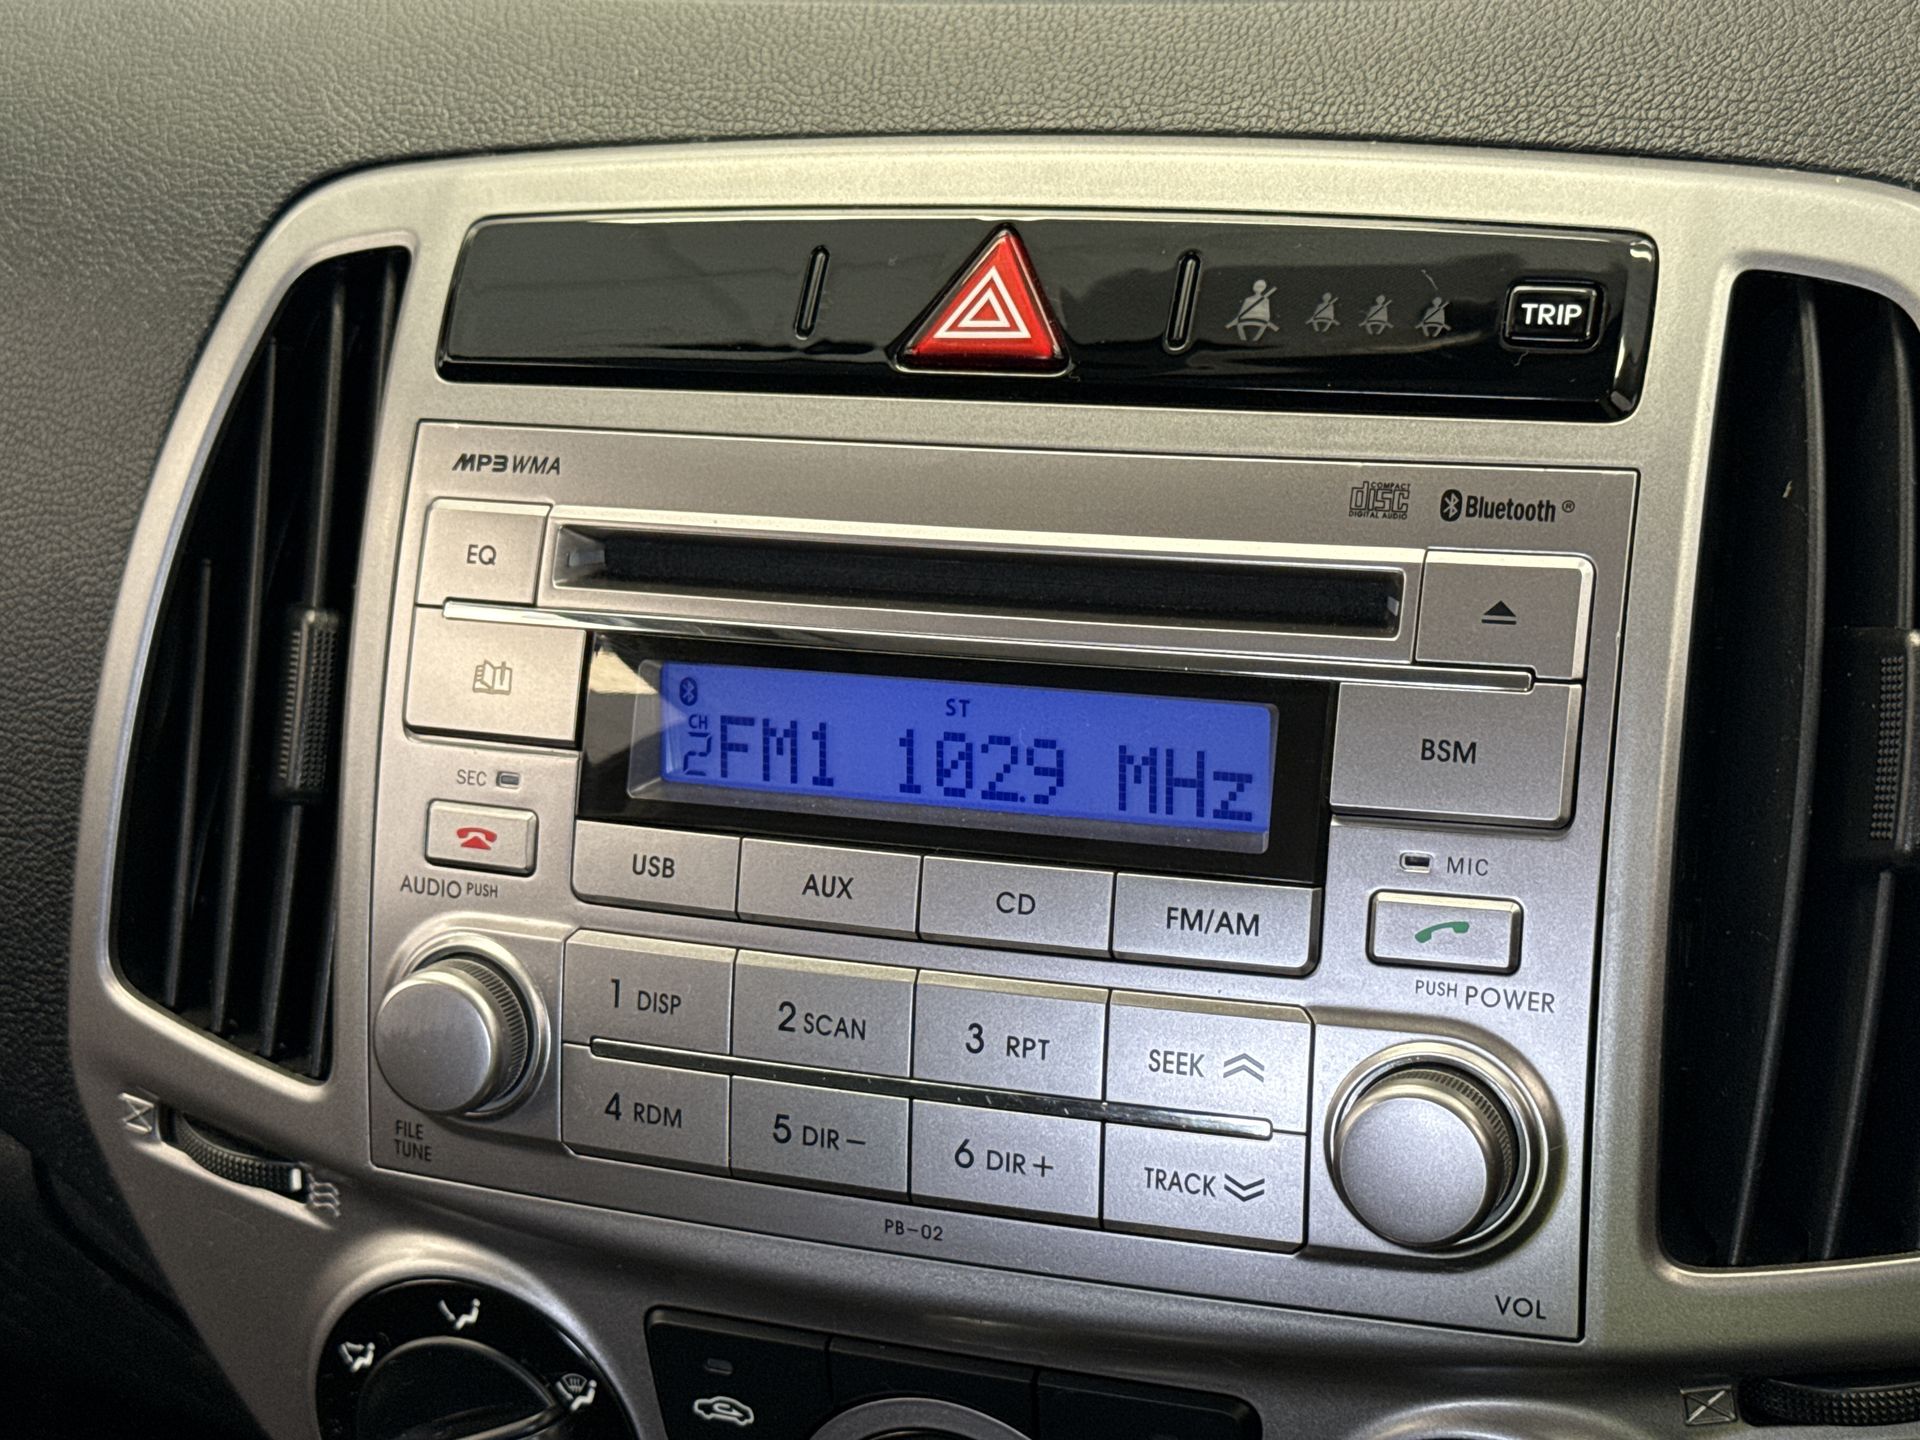 TRIP
MP3 WMA
COMPACT
disc
DIGITAL AUDIO
Bluetooth®
EQ
ST
CH
2 FM1 102.9 MHz
BSM
SEC
MIC
USB
AUX
CD
FM/AM
AUDIO PUSH
PUSH POWER
1 DISP
2 SCAN
3 RPT
SEEK
4 RDM
5 DIR–
6 DIR+
TRACK
FILE
TUNE
PB-02
VOL